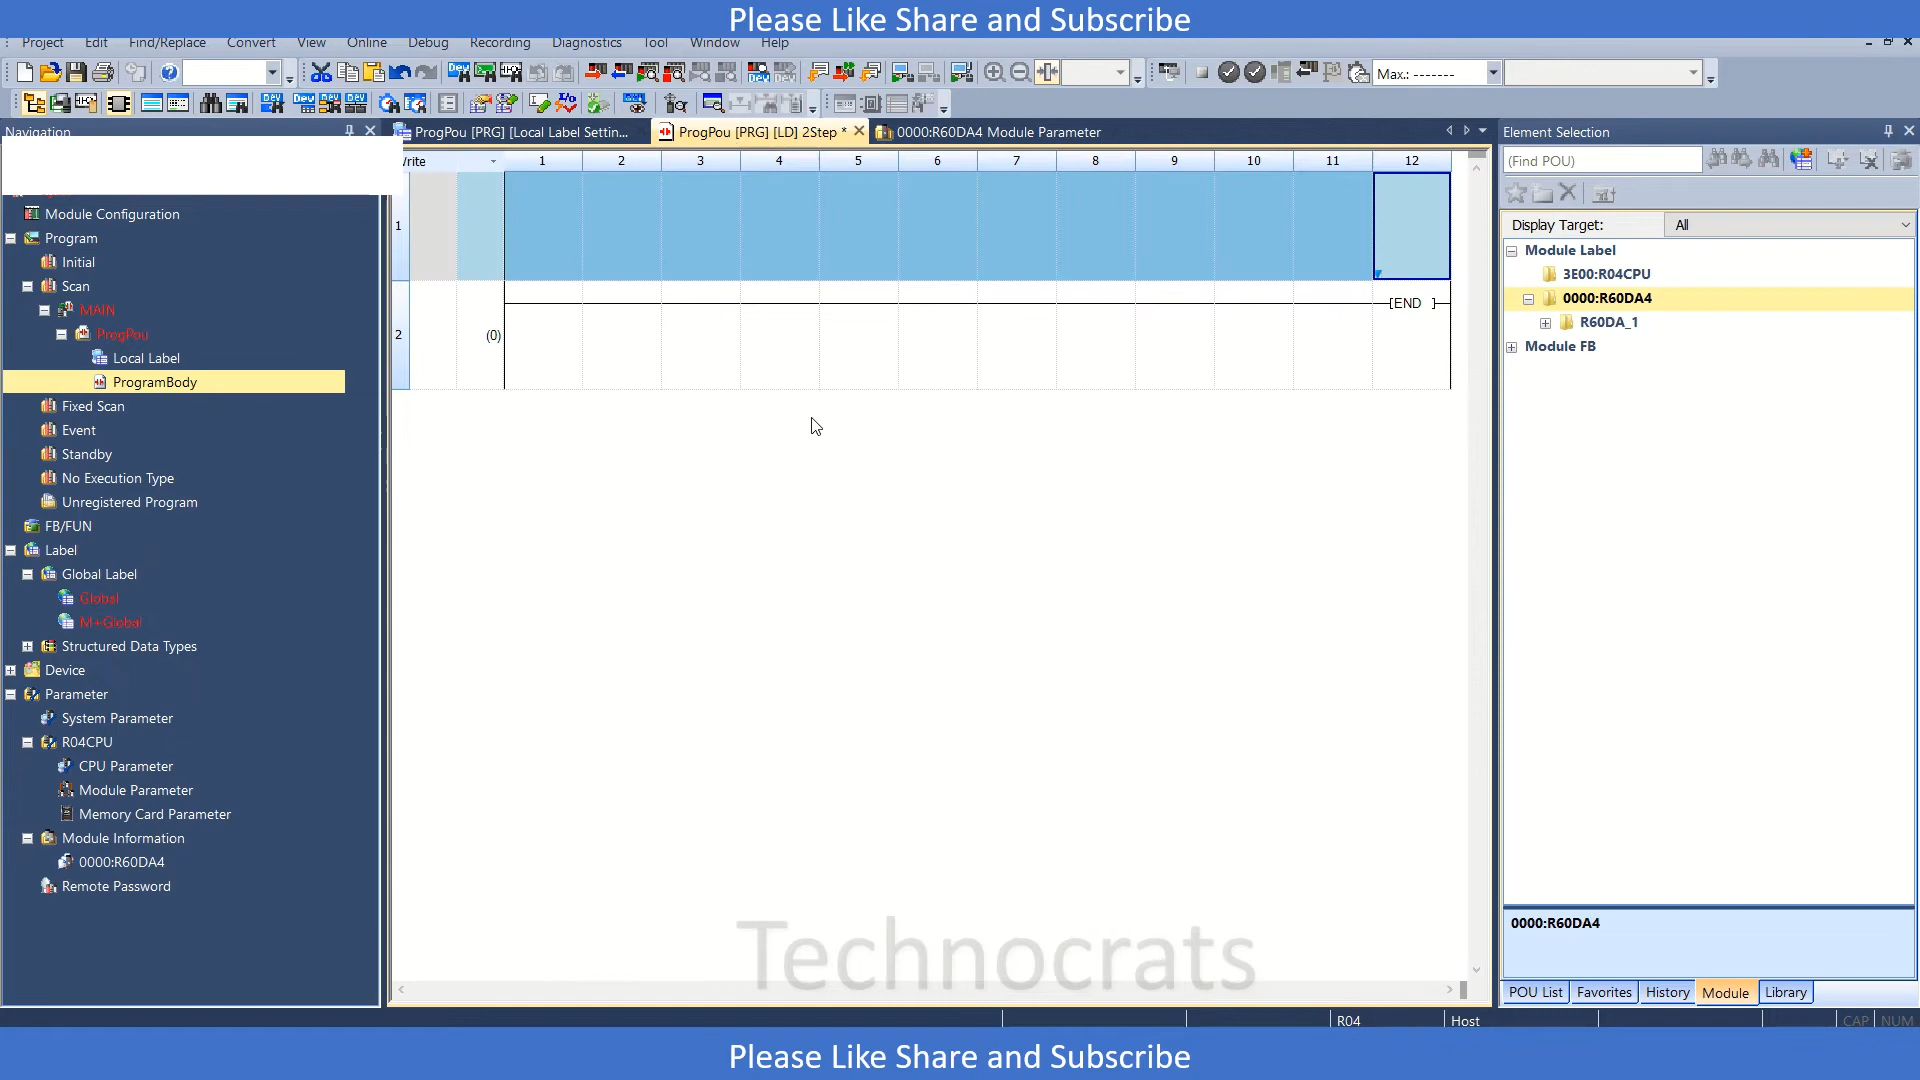 Please Like Share and Subscribe
Project Edit Find/Replace Convert View Online Debug Recording Diagnostics Tool Window Help
Max.: -------
Navigation
ProgPou [PRG] [Local Label Settin...
ProgPou [PRG] [LD] 2Step *
0000:R60DA4 Module Parameter
Element Selection
rite
1 2 3 4 5 6 7 8 9 10 11 12
(Find POU)
Module Configuration
Program
Initial
Scan
MAIN
ProgPou
Local Label
ProgramBody
Fixed Scan
Event
Standby
No Execution Type
Unregistered Program
FB/FUN
Label
Global Label
Global
M+Global
Structured Data Types
Device
Parameter
System Parameter
R04CPU
CPU Parameter
Module Parameter
Memory Card Parameter
Module Information
0000:R60DA4
Remote Password
1
2
(0)
[END ]
Display Target:
All
Module Label
3E00:R04CPU
0000:R60DA4
R60DA_1
Module FB
0000:R60DA4
POU List Favorites History Module Library
Technocrats
R04
Host
CAP
NUM
Please Like Share and Subscribe